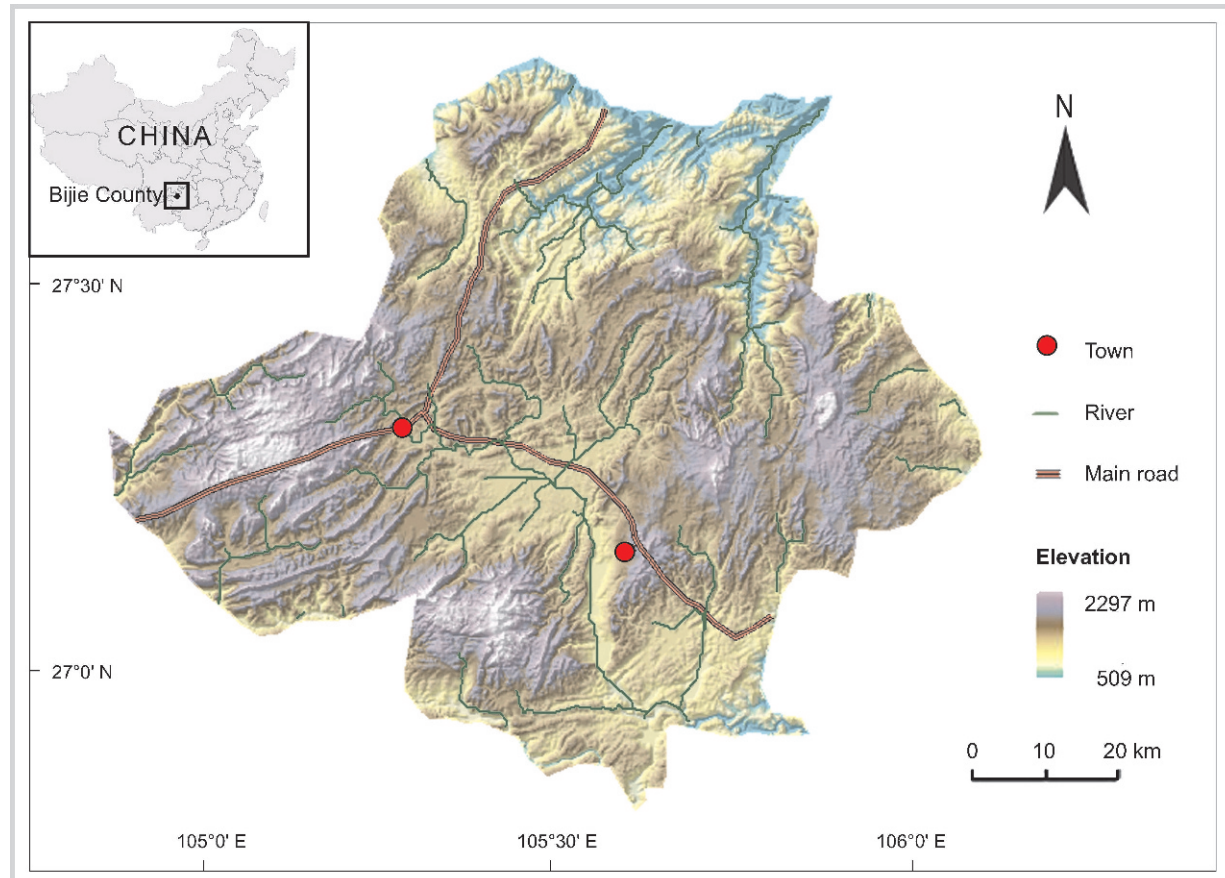 CHINA
Bijie County
N
27°30' N
27°0' N
105°0' E
105°30' E
106°0' E
Town
River
Main road
Elevation
2297 m
509 m
0 10 20 km